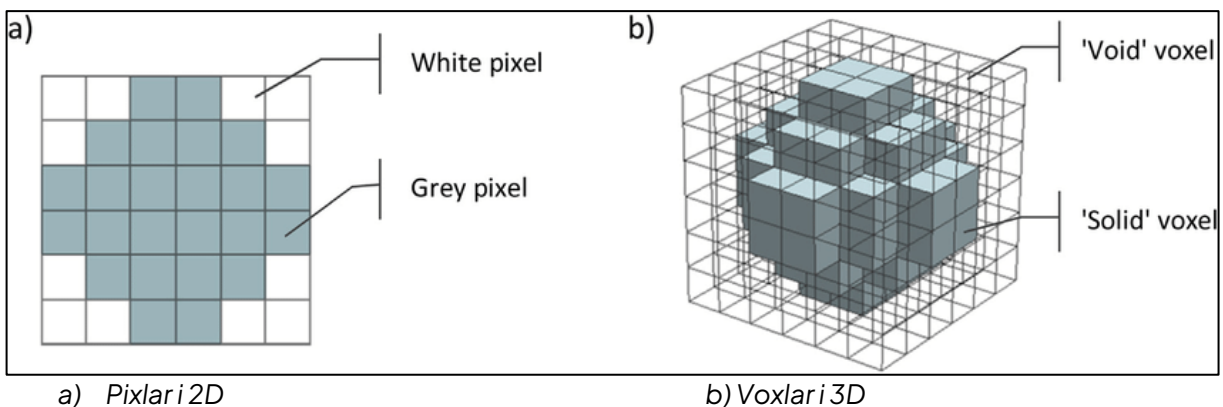 a)
b)
White pixel
'Void' voxel
Grey pixel
'Solid' voxel
a) Pixlar i 2D
b) Voxlar i 3D